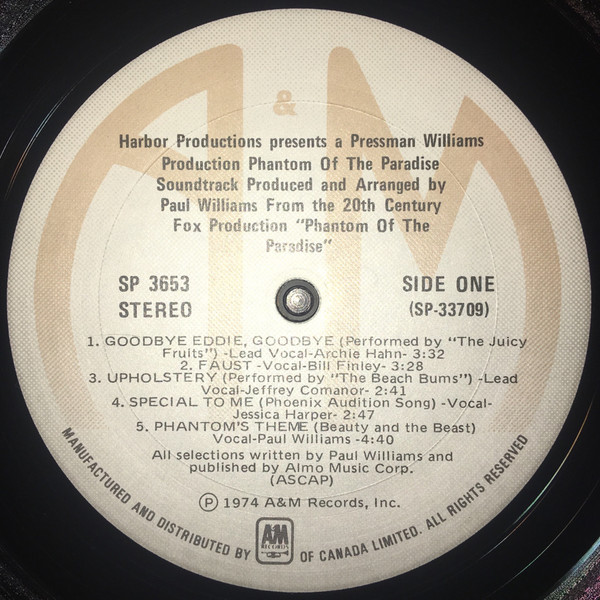 &
Harbor Productions presents a Pressman Williams
Production Phantom Of The Paradise
Soundtrack Produced and Arranged by
Paul Williams From the 20th Century
Fox Production "Phantom Of The
Paradise"
SP 3653
STEREO
SIDE ONE
(SP-33709)
1. GOODBYE EDDIE, GOODBYE (Performed by "The Juicy
Fruits") -Lead Vocal-Archie Hahn- 3:32
2. FAUST -Vocal-Bill Finley- 3:28
3. UPHOLSTERY (Performed by "The Beach Bums") -Lead
Vocal-Jeffrey Comanor- 2:41
4. SPECIAL TO ME (Phoenix Audition Song) -Vocal-
Jessica Harper- 2:47
5. PHANTOM'S THEME (Beauty and the Beast)
Vocal-Paul Williams -4:40
All selections written by Paul Williams and
published by Almo Music Corp.
(ASCAP)
Ⓟ 1974 A&M Records, Inc.
MANUFACTURED AND DISTRIBUTED BY A&M RECORDS OF CANADA LIMITED. ALL RIGHTS RESERVED